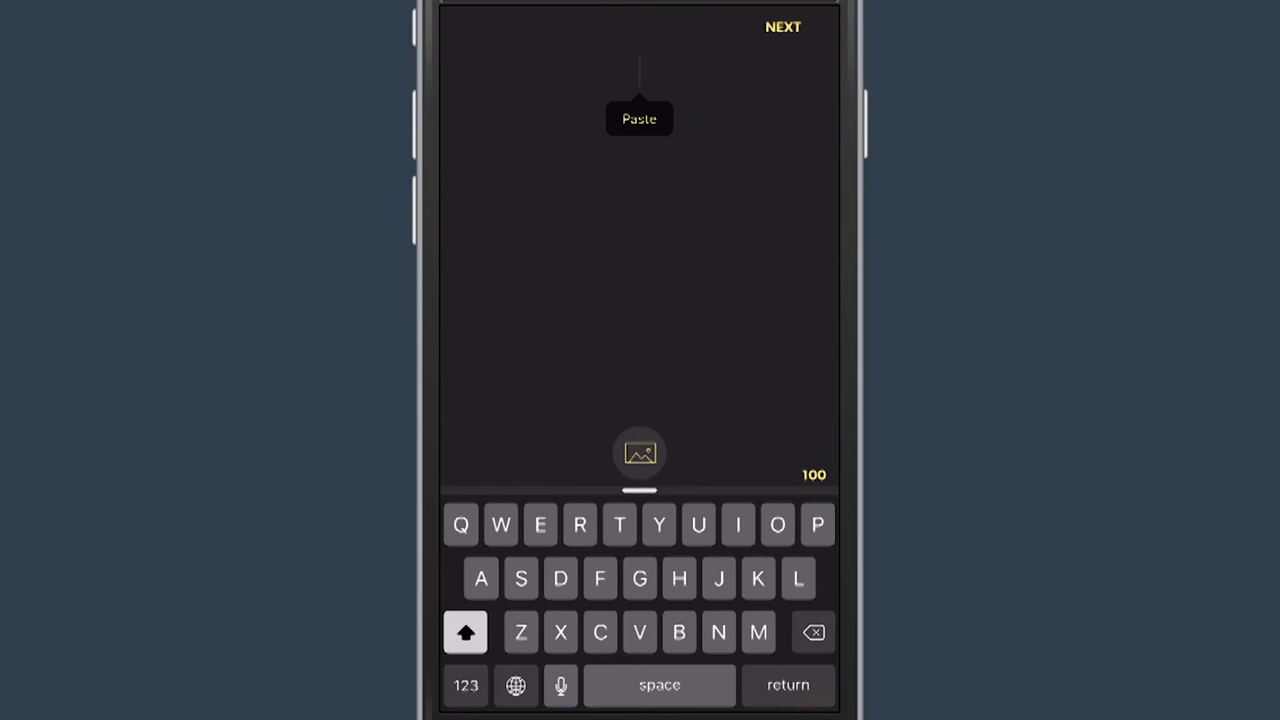 NEXT
Paste
100
Q W E R T Y U I O P
A S D F G H J K L
Z X C V B N M
123 space return